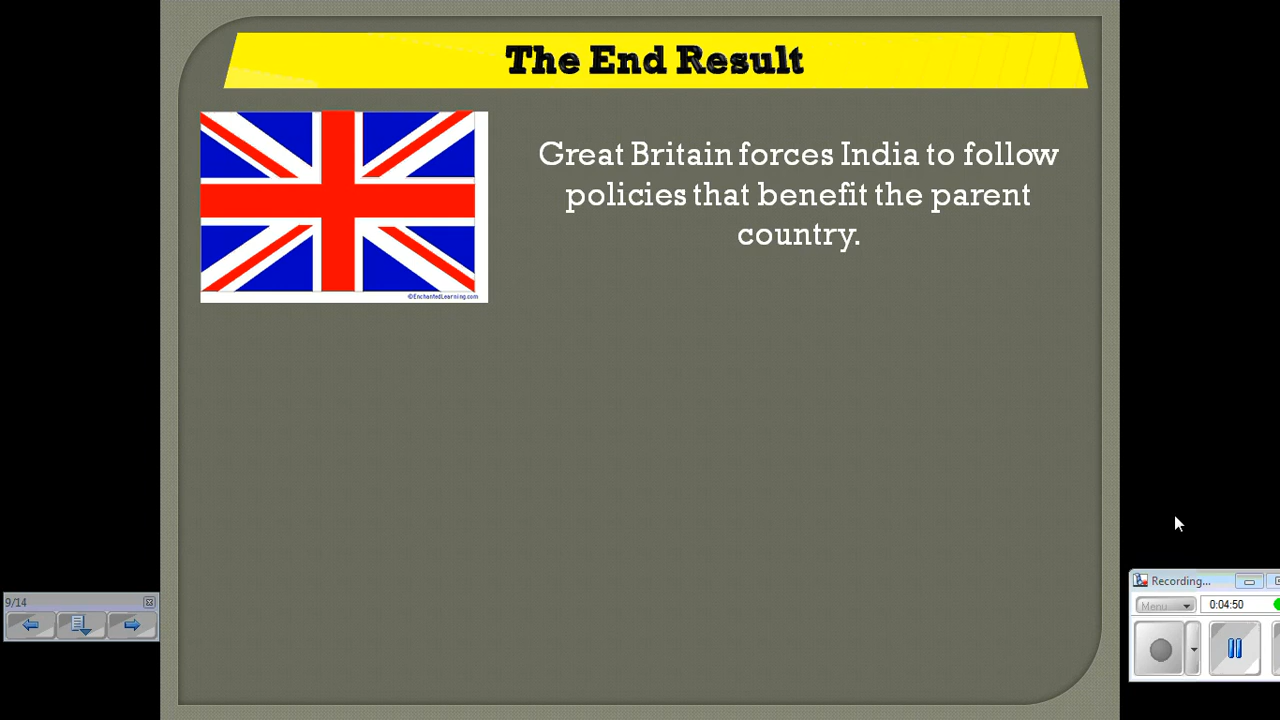 The End Result
Great Britain forces India to follow
policies that benefit the parent
country.
©EnchantedLearning.com
9/14
Recording...
Menu
0:04:50